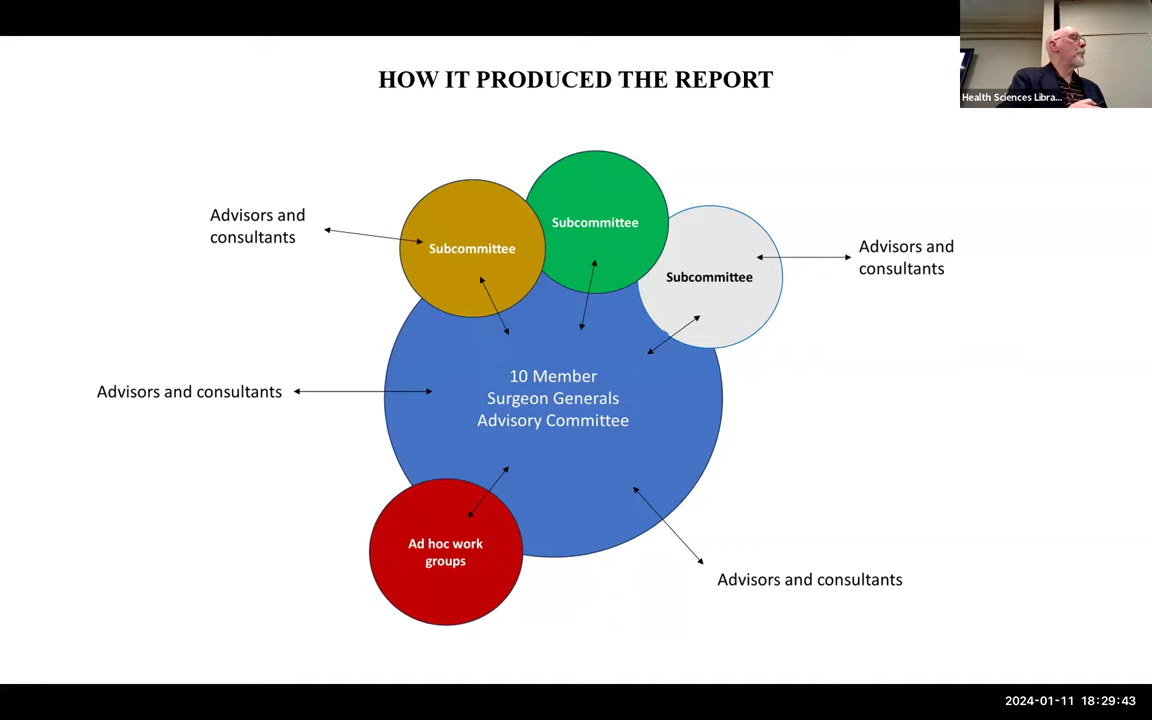 HOW IT PRODUCED THE REPORT
Health Sciences Libra...
Advisors and
consultants
Subcommittee
Subcommittee
Subcommittee
Advisors and
consultants
Advisors and consultants
10 Member
Surgeon Generals
Advisory Committee
Ad hoc work
groups
Advisors and consultants
2024-01-11 18:29:43